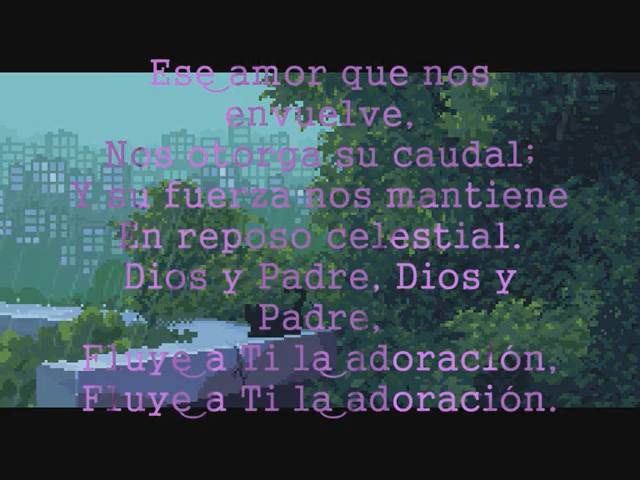 Ese amor que nos
envuelve,
Nos otorga su caudal;
Y su fuerza nos mantiene
En reposo celestial.
Dios y Padre, Dios y
Padre,
Fluye a Ti la adoración,
Fluye a Ti la adoración.